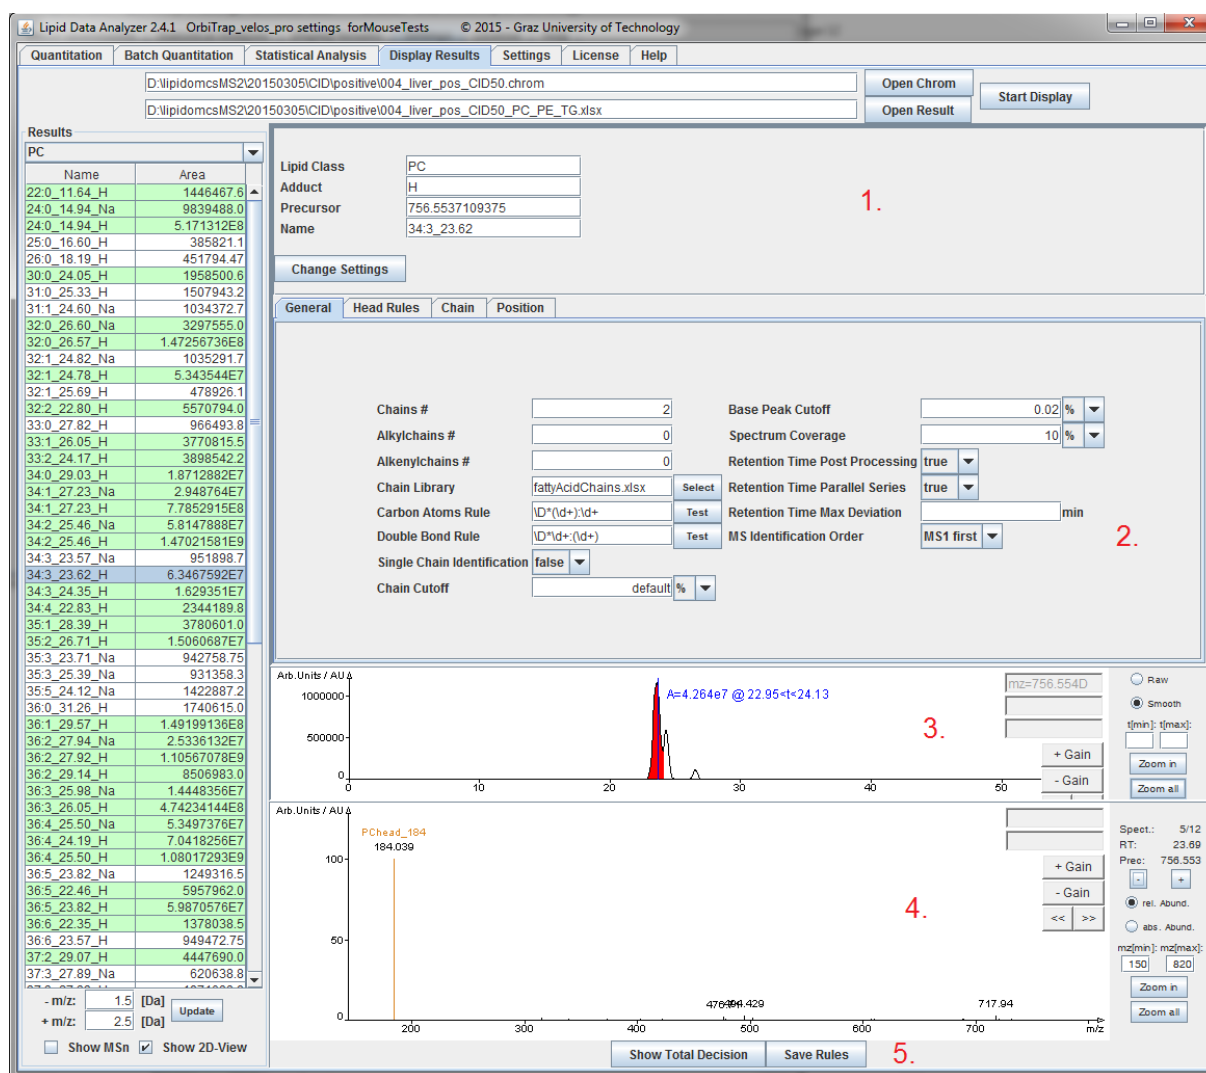 Lipid Data Analyzer 2.4.1 OrbiTrap_velos_pro settings forMouseTests © 2015 - Graz University of Technology
Quantitation Batch Quantitation Statistical Analysis Display Results Settings License Help
D:\lipidomcsMS2\20150305\CID\positive\004_liver_pos_CID50.chrom Open Chrom
Start Display
D:\lipidomcsMS2\20150305\CID\positive\004_liver_pos_CID50_PC_PE_TG.xlsx Open Result
Results
PC
Name Area
22:0_11.64_H 1446467.6
24:0_14.94_Na 9839488.0
24:0_14.94_H 5.171312E8
25:0_16.60_H 385821.1
26:0_18.19_H 451794.47
30:0_24.05_H 1958500.6
31:0_25.33_H 1507943.2
31:1_24.60_Na 1034372.7
32:0_26.60_Na 3297555.0
32:0_26.57_H 1.47256736E8
32:1_24.82_Na 1035291.7
32:1_24.78_H 5.343544E7
32:1_25.69_H 478926.1
32:2_22.80_H 5570794.0
33:0_27.82_H 966493.8
33:1_26.05_H 3770815.5
33:2_24.17_H 3898542.2
34:0_29.03_H 1.8712882E7
34:1_27.23_Na 2.948764E7
34:1_27.23_H 7.7852915E8
34:2_25.46_Na 5.8147888E7
34:2_25.46_H 1.47021581E9
34:3_23.57_Na 951898.7
34:3_23.62_H 6.3467592E7
34:3_24.35_H 1.629351E7
34:4_22.83_H 2344189.8
35:1_28.39_H 3780601.0
35:2_26.71_H 1.5060687E7
35:3_23.71_Na 942758.75
35:3_25.39_Na 931358.3
35:5_24.12_Na 1422887.2
36:0_31.26_H 1740615.0
36:1_29.57_H 1.49199136E8
36:2_27.94_Na 2.5336132E7
36:2_27.92_H 1.10567078E9
36:2_29.14_H 8506983.0
36:3_25.98_Na 1.4448356E7
36:3_26.05_H 4.74234144E8
36:4_25.50_Na 5.3497376E7
36:4_24.19_H 7.0418256E7
36:4_25.50_H 1.08017293E9
36:5_23.82_Na 1249316.5
36:5_22.46_H 5957962.0
36:5_23.82_H 5.9870576E7
36:6_22.35_H 1378038.5
36:6_23.57_H 949472.75
37:2_29.07_H 4447690.0
37:3_27.89_Na 620638.8
- m/z: 1.5 [Da]
+ m/z: 2.5 [Da]
Update
Show MSn Show 2D-View
Lipid Class PC
Adduct H
Precursor 756.5537109375
Name 34:3_23.62
1.
Change Settings
General Head Rules Chain Position
Chains # 2
Alkylchains # 0
Alkenylchains # 0
Chain Library fattyAcidChains.xlsx Select
Carbon Atoms Rule \D*(\d+):\d+ Test
Double Bond Rule \D*\d+:(\d+) Test
Single Chain Identification false
Chain Cutoff default %
Base Peak Cutoff 0.02 %
Spectrum Coverage 10 %
Retention Time Post Processing true
Retention Time Parallel Series true
Retention Time Max Deviation min
MS Identification Order MS1 first
2.
Arb.Units / AU
1000000
500000
0
0 10 20 30 40 50
A=4.264e7 @ 22.95<t<24.13
3.
mz=756.554D
+ Gain
- Gain
Raw
Smooth
t[min]: t[max]:
Zoom in
Zoom all
Arb.Units / AU
PChead_184
184.039
100
50
0
200 300 400 500 600 700 m/z
717.94
4.
+ Gain
- Gain
<< >>
Spect.: 5/12
RT: 23.69
Prec: 756.553
- +
rel. Abund.
abs. Abund.
mz[min]: mz[max]:
150 820
Zoom in
Zoom all
Show Total Decision Save Rules
5.